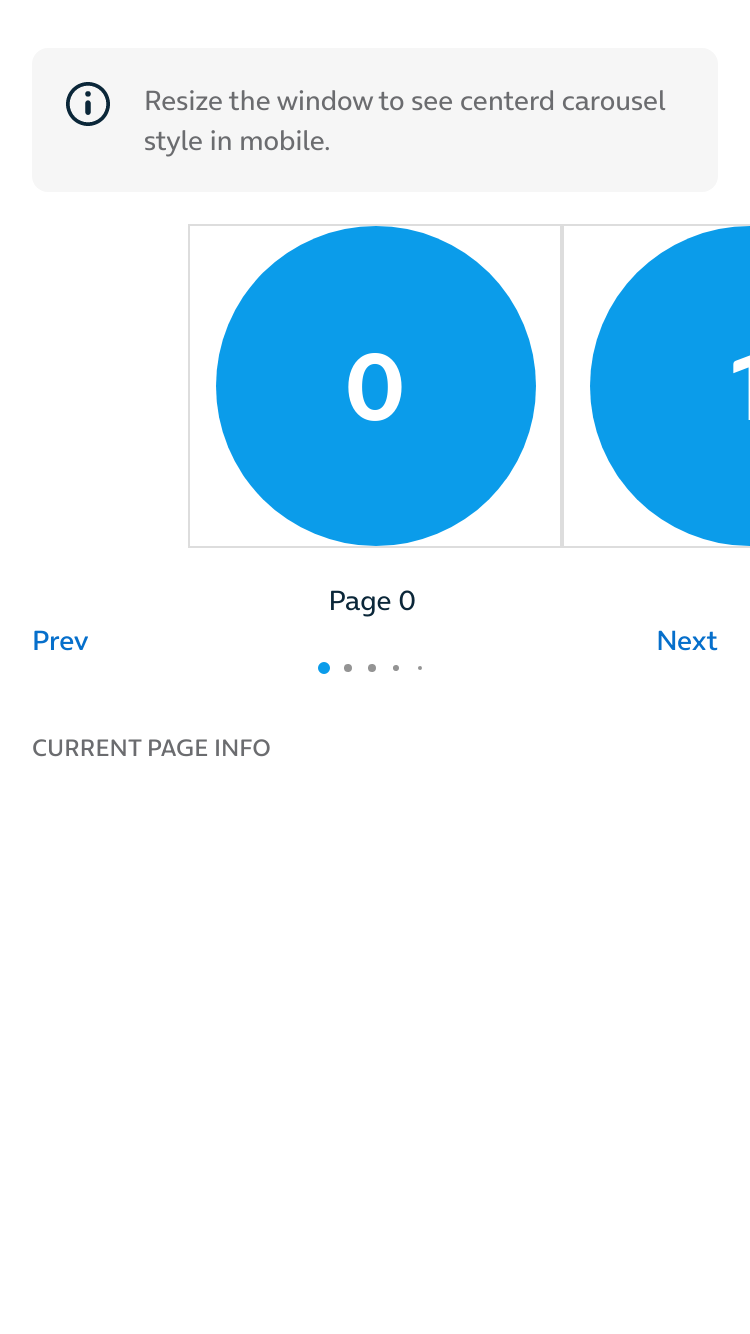 Resize the window to see centerd carousel
style in mobile.
0
1
Page 0
Prev
Next
CURRENT PAGE INFO